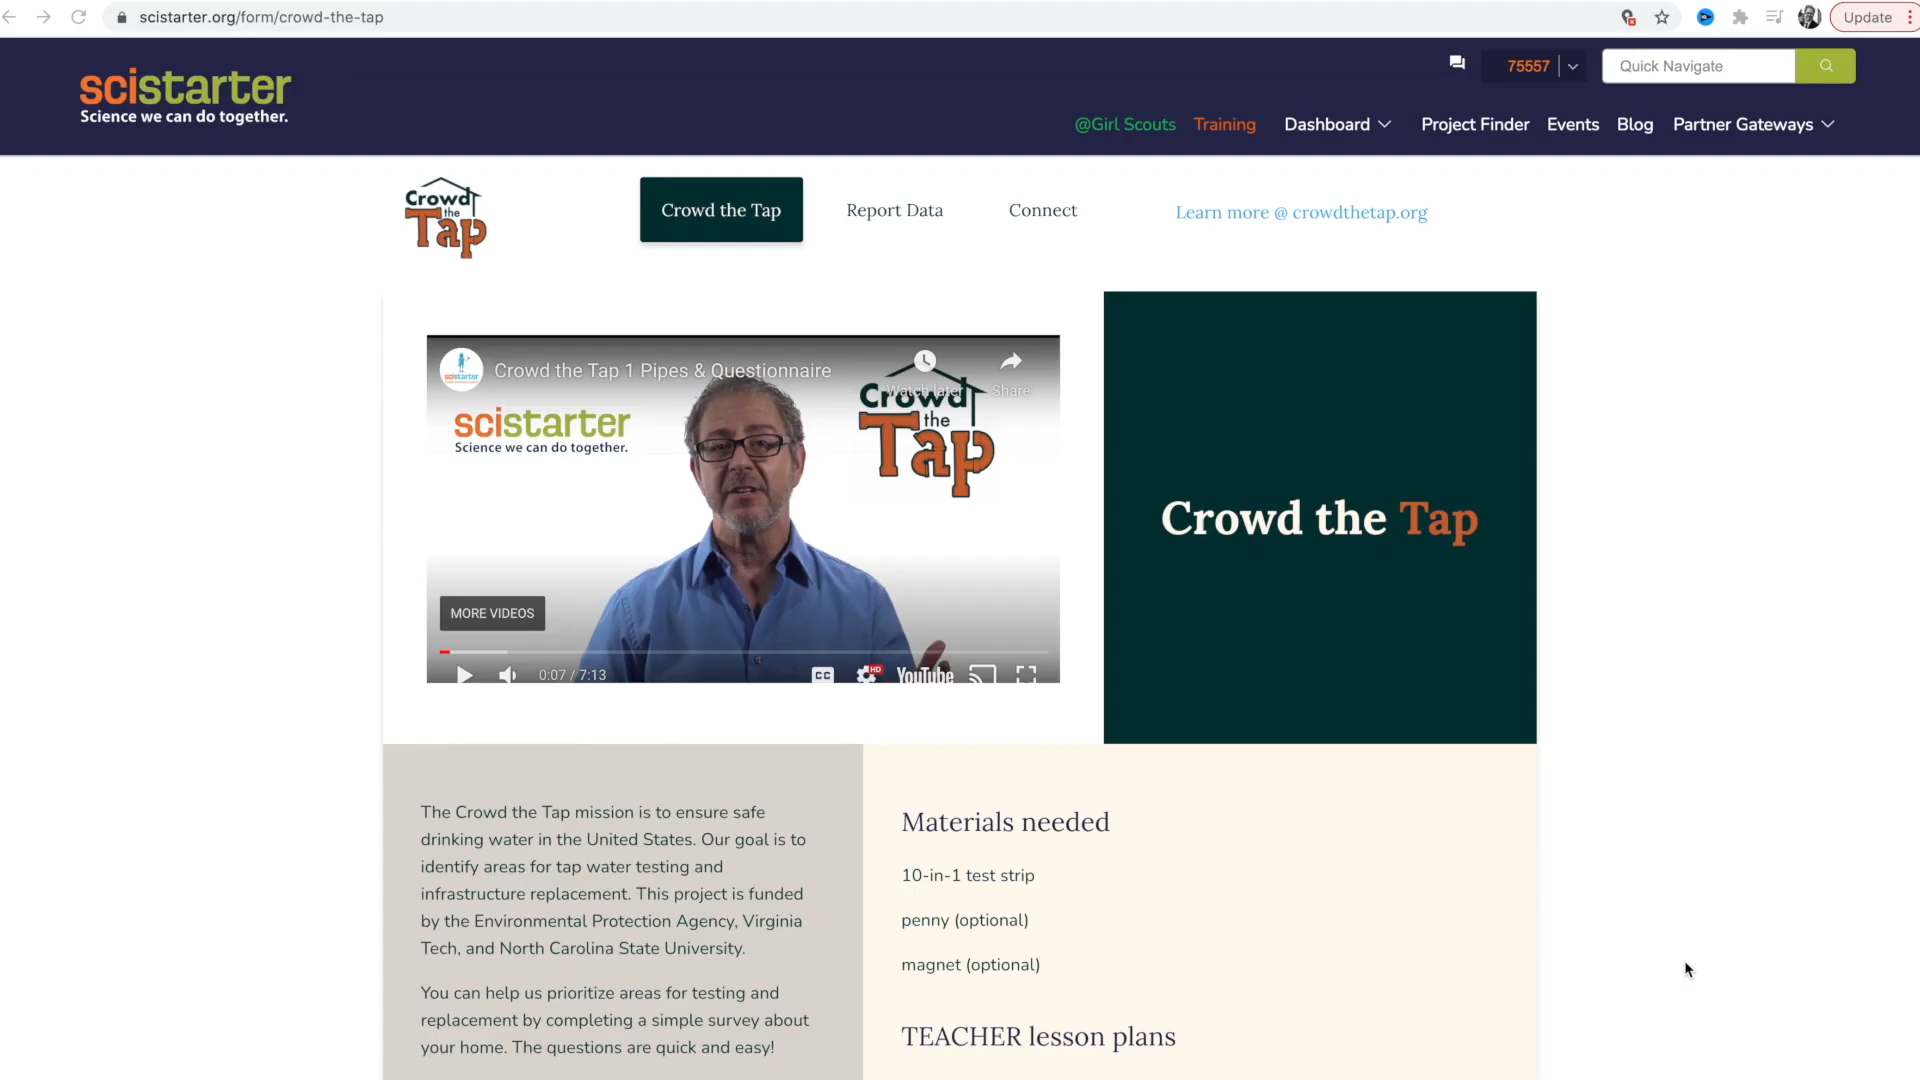 scistarter.org/form/crowd-the-tap
Update
scistarter
Science we can do together.
75557
Quick Navigate
@Girl Scouts
Training
Dashboard
Project Finder
Events
Blog
Partner Gateways
Crowd
the
Tap
Crowd the Tap
Report Data
Connect
Learn more @ crowdthetap.org
scistarter
Crowd the Tap 1 Pipes & Questionnaire
Watch later
Share
scistarter
Science we can do together.
Crowd
the
Tap
MORE VIDEOS
0:07 / 7:13
CC
HD
YouTube
Crowd the Tap
The Crowd the Tap mission is to ensure safe
drinking water in the United States. Our goal is to
identify areas for tap water testing and
infrastructure replacement. This project is funded
by the Environmental Protection Agency, Virginia
Tech, and North Carolina State University.
You can help us prioritize areas for testing and
replacement by completing a simple survey about
your home. The questions are quick and easy!
Materials needed
10-in-1 test strip
penny (optional)
magnet (optional)
TEACHER lesson plans